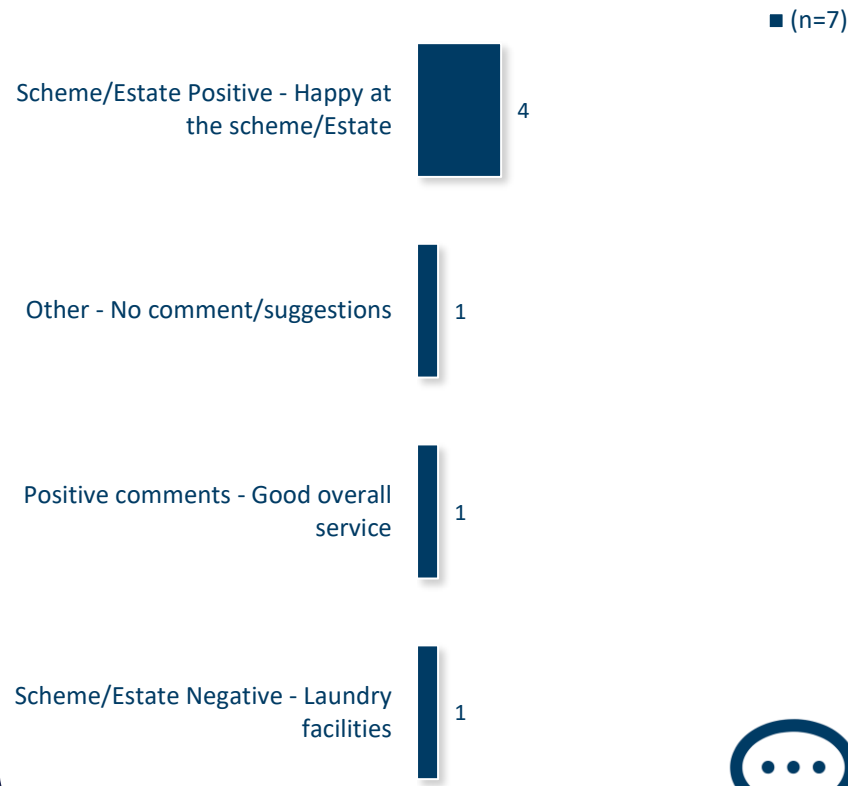 (n=7)
Scheme/Estate Positive - Happy at
the scheme/Estate
4
Other - No comment/suggestions
1
Positive comments - Good overall
service
1
Scheme/Estate Negative - Laundry
facilities
1